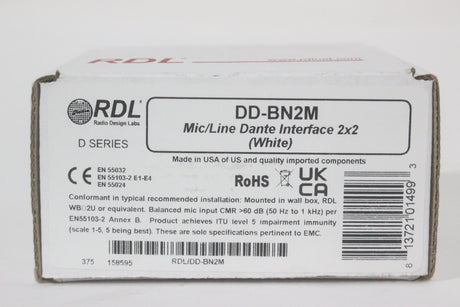 RDL
RDL®
Radio Design Labs
D SERIES
DD-BN2M
Mic/Line Dante Interface 2x2
(White)
Made in USA of US and quality imported components
CE
EN 55032
EN 55103-2 E1-E4
EN 55024
RoHS
UK
CA
Conformant in typical recommended installation: Mounted in wall box, RDL
WB□2U or equivalent. Balanced mic input CMR >60 dB (50 Hz to 1 kHz) per
EN55103-2 Annex B. Product achieves ITU level 5 impairment immunity
(scale 1-5, 5 being best). These are sole specifications pertinent to EMC.
375 158595 RDL/DD-BN2M
6 13721 01499 3